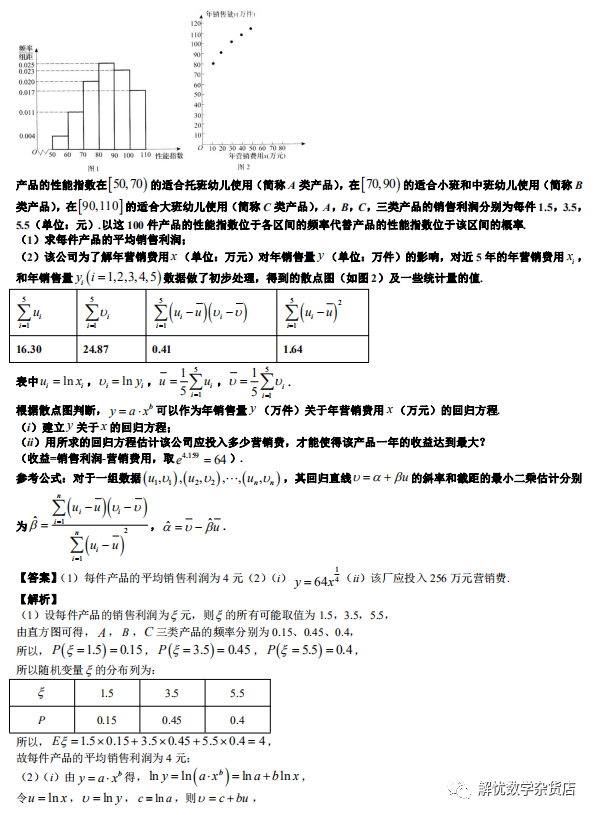 频率
组距
0.025
0.023
0.020
0.017
0.011
0.004
O 50 60 70 80 90 100 110 性能指数
图1
年销售量y(万件)
120
110
100
90
80
70
60
50
40
30
20
10
O 10 20 30 40 50 60 70 80
年营销费用x(万元)
图2
产品的性能指数在[50,70)的适合托班幼儿使用（简称A类产品），在[70,90)的适合小班和中班幼儿使用（简称B
类产品），在[90,110]的适合大班幼儿使用（简称C类产品），A，B，C，三类产品的销售利润分别为每件1.5，3.5，
5.5（单位：元）.以这100件产品的性能指数位于各区间的频率代替产品的性能指数位于该区间的概率.
（1）求每件产品的平均销售利润；
（2）该公司为了解年营销费用x（单位：万元）对年销售量y（单位：万件）的影响，对近5年的年营销费用x_i，
和年销售量y_i(i=1,2,3,4,5)数据做了初步处理，得到的散点图（如图2）及一些统计量的值.
∑_{i=1}^{5}u_i ∑_{i=1}^{5}υ_i ∑_{i=1}^{5}(u_i-u̅)(υ_i-υ̅) ∑_{i=1}^{5}(u_i-u̅)^2
16.30 24.87 0.41 1.64
表中u_i=ln x_i，υ_i=ln y_i，u̅=1/5∑_{i=1}^{5}u_i，υ̅=1/5∑_{i=1}^{5}υ_i.
根据散点图判断，y=a·x^b可以作为年销售量y（万件）关于年营销费用x（万元）的回归方程.
（i）建立y关于x的回归方程；
（ii）用所求的回归方程估计该公司应投入多少营销费，才能使得该产品一年的收益达到最大？
（收益=销售利润-营销费用，取e^{4.159}=64）.
参考公式：对于一组数据(u_1,υ_1),(u_2,υ_2),⋯,(u_n,υ_n)，其回归直线υ=α+βu的斜率和截距的最小二乘估计分别
为β̂=∑_{i=1}^{n}(u_i-u̅)(υ_i-υ̅)/∑_{i=1}^{n}(u_i-u̅)^2，α̂=υ̅-β̂u̅.
【答案】（1）每件产品的平均销售利润为4元（2）（i）y=64x^{1/4}（ii）该厂应投入256万元营销费.
【解析】
（1）设每件产品的销售利润为ξ元，则ξ的所有可能取值为1.5，3.5，5.5，
由直方图可得，A，B，C三类产品的频率分别为0.15、0.45、0.4，
所以，P(ξ=1.5)=0.15，P(ξ=3.5)=0.45，P(ξ=5.5)=0.4，
所以随机变量ξ的分布列为：
ξ 1.5 3.5 5.5
P 0.15 0.45 0.4
所以，Eξ=1.5×0.15+3.5×0.45+5.5×0.4=4，
故每件产品的平均销售利润为4元；
（2）（i）由y=a·x^b得，ln y=ln(a·x^b)=ln a+b ln x，
令u=ln x，υ=ln y，c=ln a，则υ=c+bu，
解忧数学杂货店